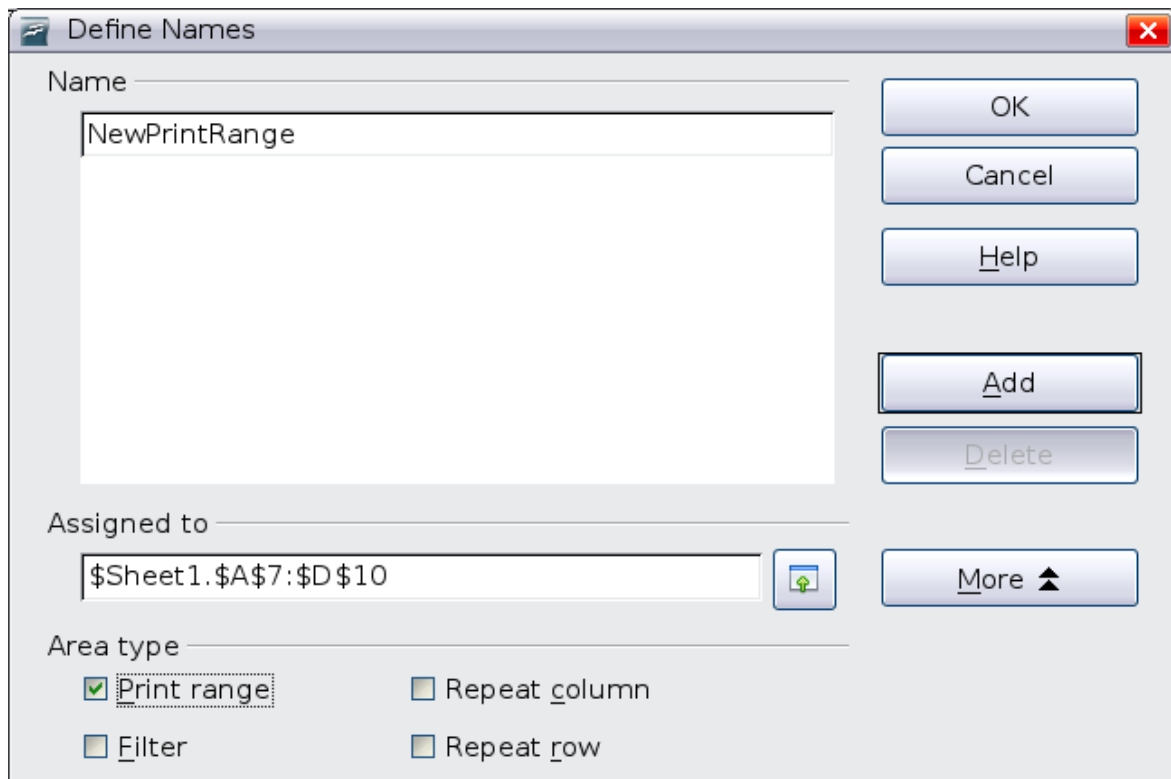 Define Names
Name
NewPrintRange
OK
Cancel
Help
Add
Delete
Assigned to
$Sheet1.$A$7:$D$10
More
Area type
Print range
Repeat column
Filter
Repeat row